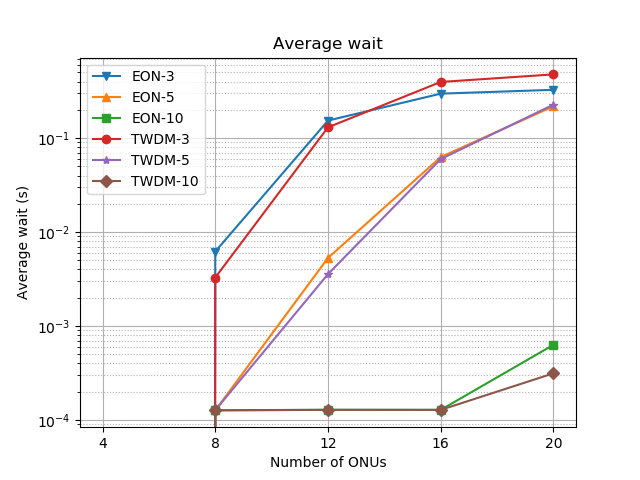 Average wait
EON-3
EON-5
EON-10
TWDM-3
TWDM-5
TWDM-10
Average wait (s)
10⁻¹
10⁻²
10⁻³
10⁻⁴
4 8 12 16 20
Number of ONUs